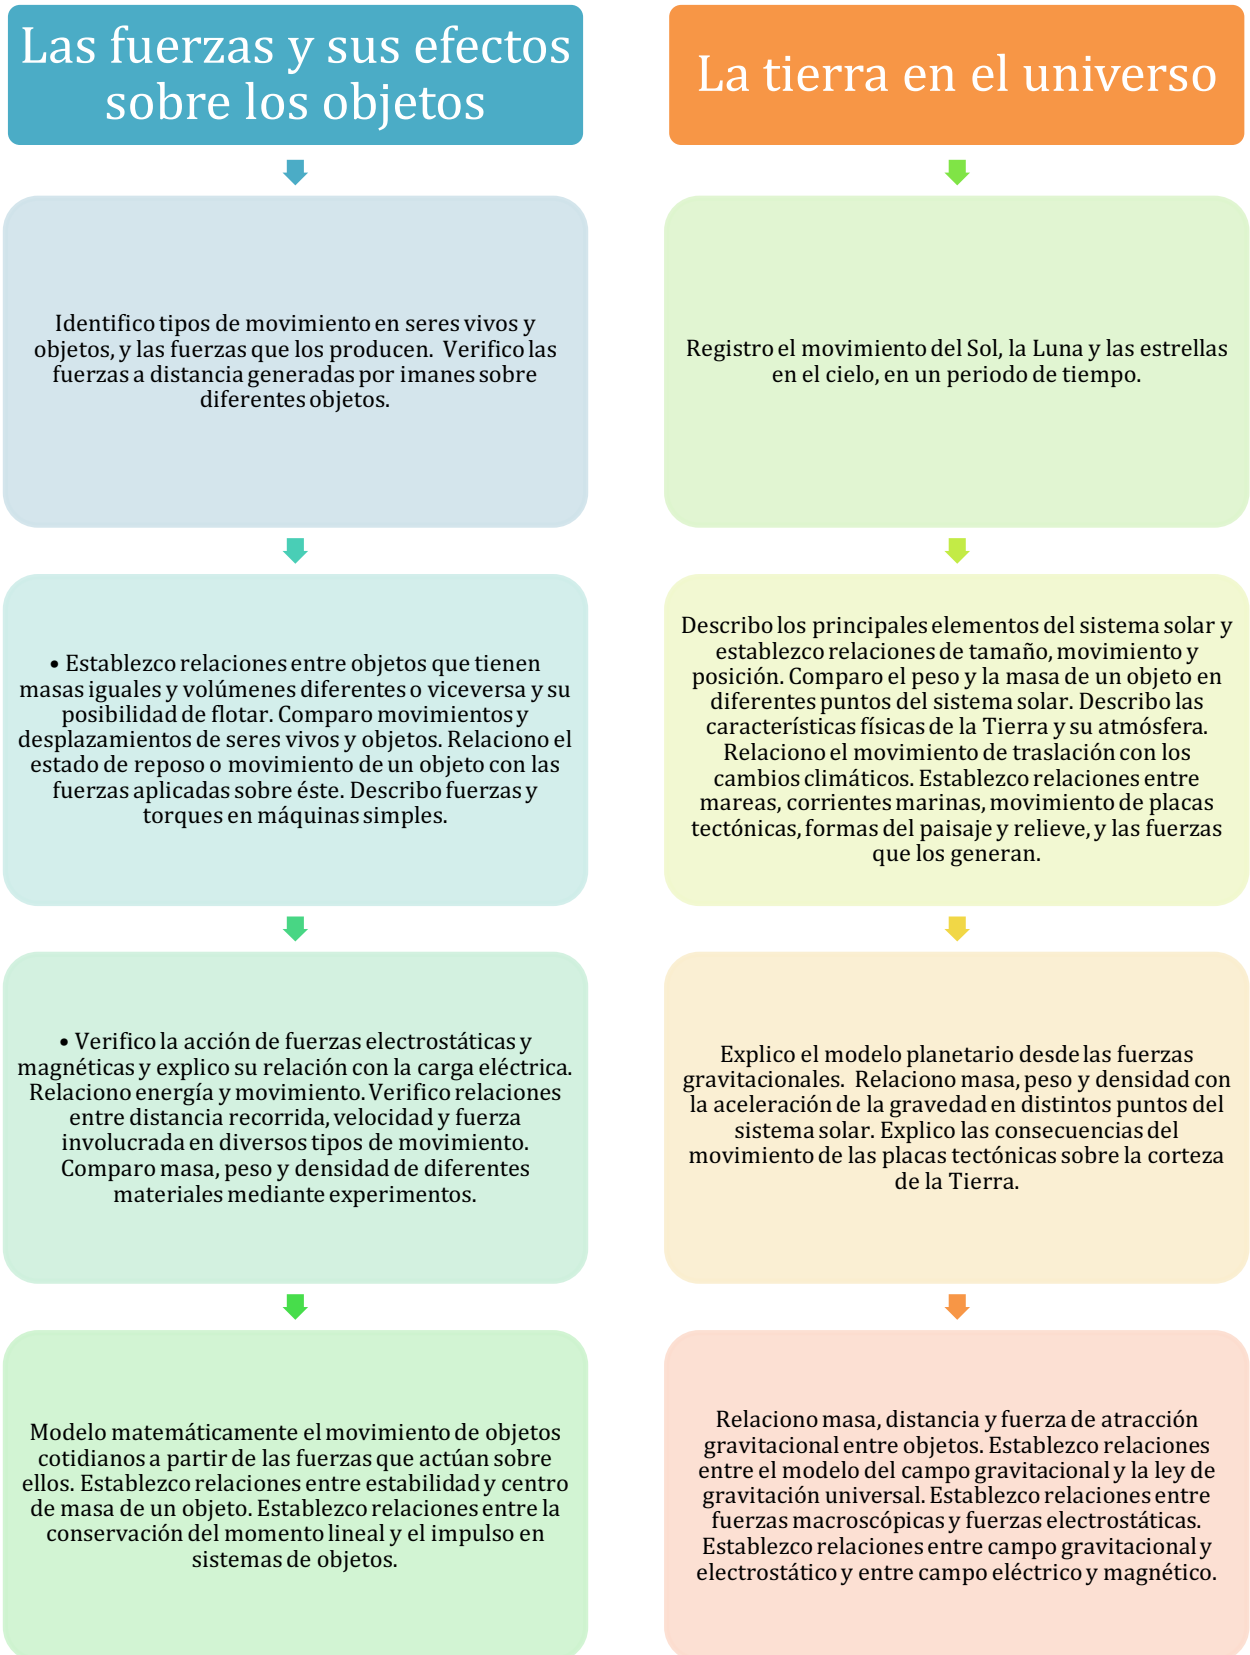 Las fuerzas y sus efectos
sobre los objetos
Identifico tipos de movimiento en seres vivos y
objetos, y las fuerzas que los producen. Verifico las
fuerzas a distancia generadas por imanes sobre
diferentes objetos.
• Establezco relaciones entre objetos que tienen
masas iguales y volúmenes diferentes o viceversa y su
posibilidad de flotar. Comparo movimientos y
desplazamientos de seres vivos y objetos. Relaciono el
estado de reposo o movimiento de un objeto con las
fuerzas aplicadas sobre éste. Describo fuerzas y
torques en máquinas simples.
• Verifico la acción de fuerzas electrostáticas y
magnéticas y explico su relación con la carga eléctrica.
Relaciono energía y movimiento. Verifico relaciones
entre distancia recorrida, velocidad y fuerza
involucrada en diversos tipos de movimiento.
Comparo masa, peso y densidad de diferentes
materiales mediante experimentos.
Modelo matemáticamente el movimiento de objetos
cotidianos a partir de las fuerzas que actúan sobre
ellos. Establezco relaciones entre estabilidad y centro
de masa de un objeto. Establezco relaciones entre la
conservación del momento lineal y el impulso en
sistemas de objetos.
La tierra en el universo
Registro el movimiento del Sol, la Luna y las estrellas
en el cielo, en un periodo de tiempo.
Describo los principales elementos del sistema solar y
establezco relaciones de tamaño, movimiento y
posición. Comparo el peso y la masa de un objeto en
diferentes puntos del sistema solar. Describo las
características físicas de la Tierra y su atmósfera.
Relaciono el movimiento de traslación con los
cambios climáticos. Establezco relaciones entre
mareas, corrientes marinas, movimiento de placas
tectónicas, formas del paisaje y relieve, y las fuerzas
que los generan.
Explico el modelo planetario desde las fuerzas
gravitacionales. Relaciono masa, peso y densidad con
la aceleración de la gravedad en distintos puntos del
sistema solar. Explico las consecuencias del
movimiento de las placas tectónicas sobre la corteza
de la Tierra.
Relaciono masa, distancia y fuerza de atracción
gravitacional entre objetos. Establezco relaciones
entre el modelo del campo gravitacional y la ley de
gravitación universal. Establezco relaciones entre
fuerzas macroscópicas y fuerzas electrostáticas.
Establezco relaciones entre campo gravitacional y
electrostático y entre campo eléctrico y magnético.